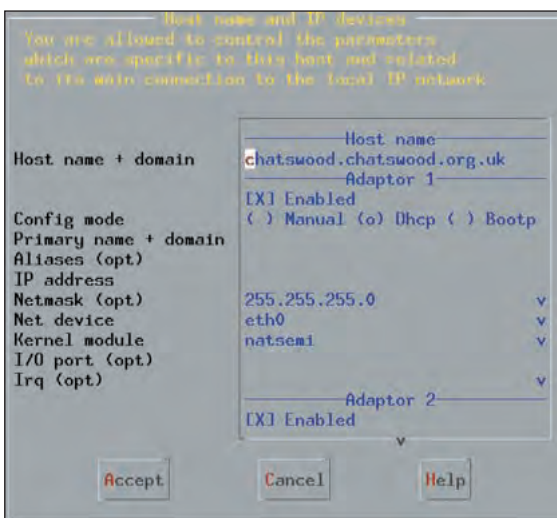 Host name and IP devices
You are allowed to control the parameters
which are specific to this host and related
to its main connection to the local IP network
Host name
Host name + domain chatswood.chatswood.org.uk
Adaptor 1
[X] Enabled
Config mode ( ) Manual (o) Dhcp ( ) Bootp
Primary name + domain
Aliases (opt)
IP address
Netmask (opt) 255.255.255.0 v
Net device eth0 v
Kernel module natsemi v
I/O port (opt)
Irq (opt) v
Adaptor 2
[X] Enabled
v
Accept Cancel Help